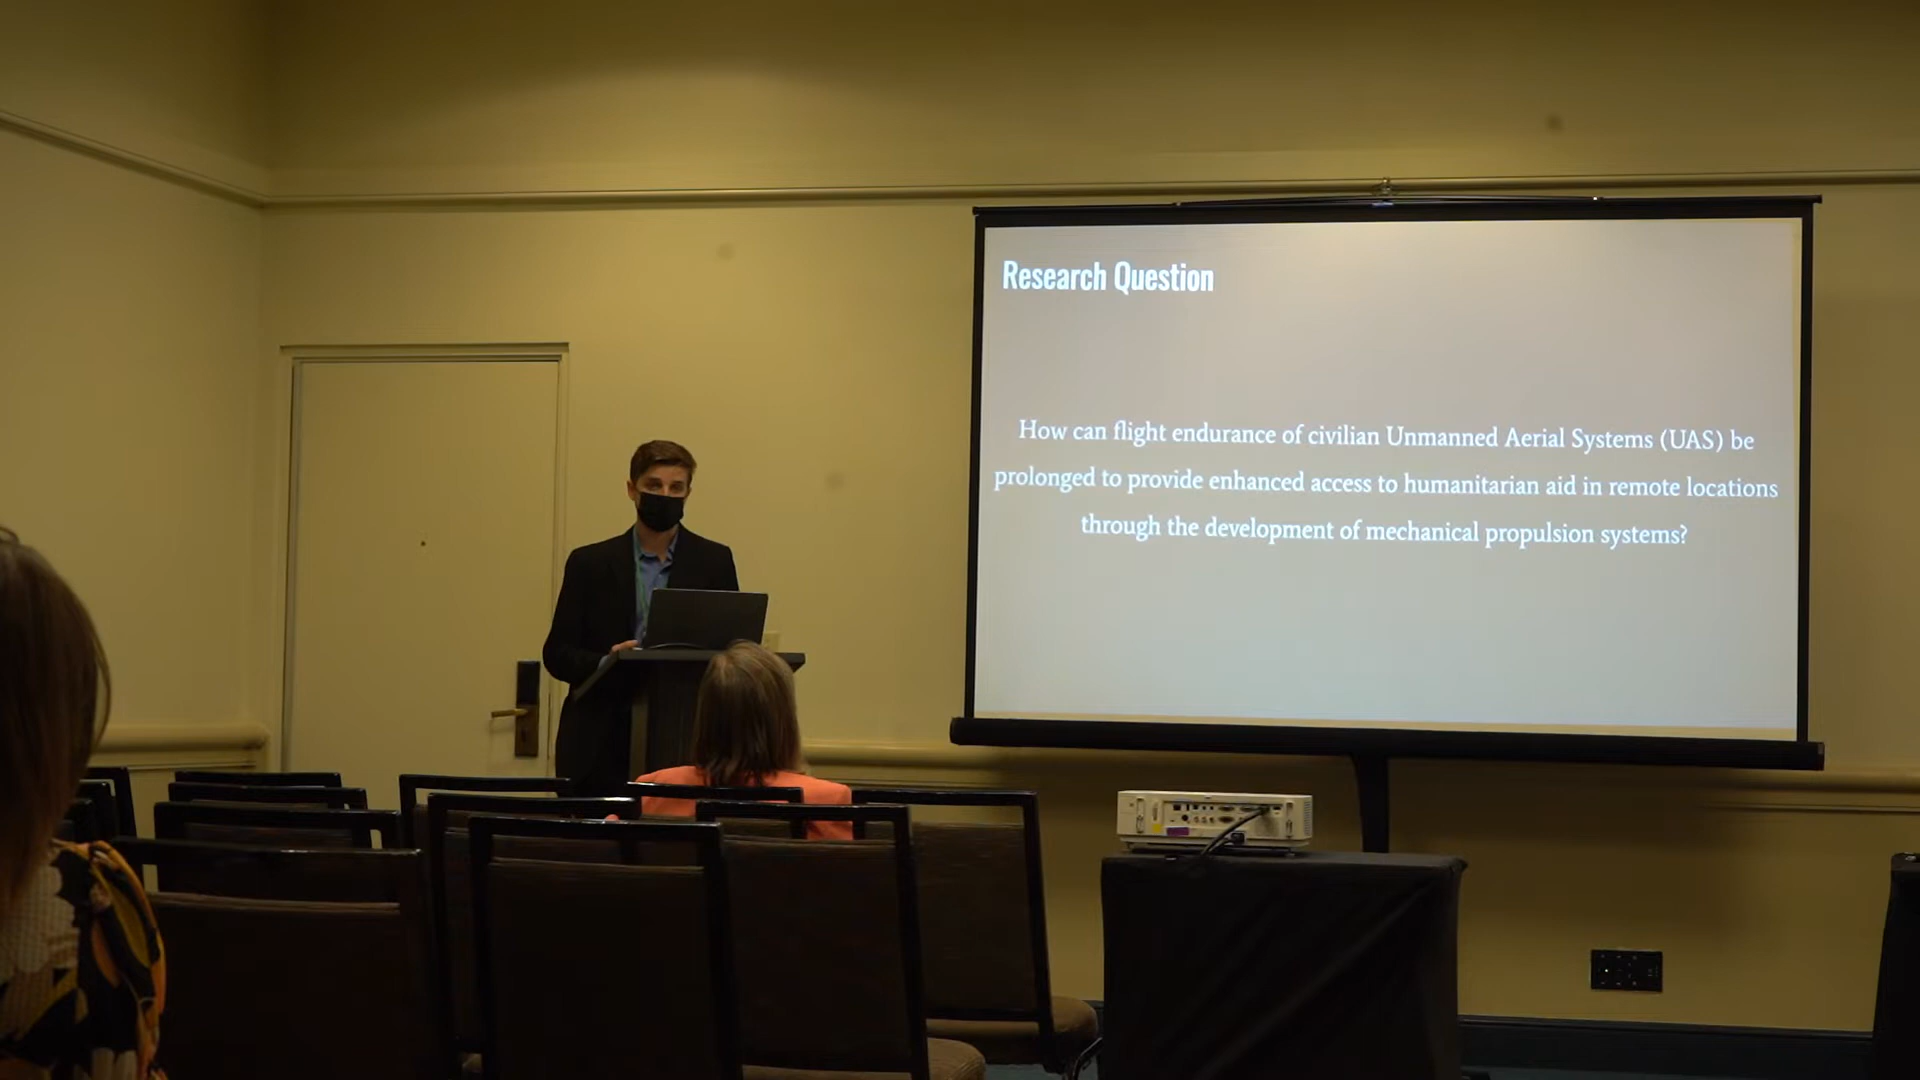 Research Question
How can flight endurance of civilian Unmanned Aerial Systems (UAS) be
prolonged to provide enhanced access to humanitarian aid in remote locations
through the development of mechanical propulsion systems?